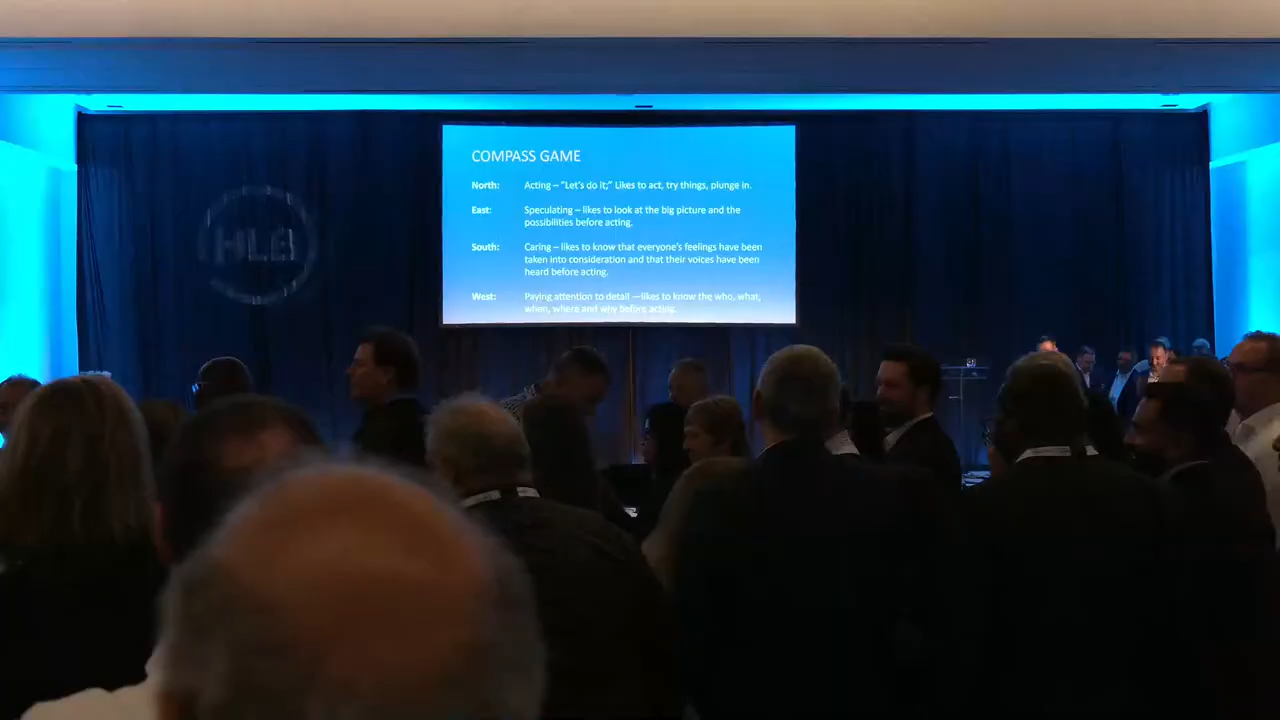 COMPASS GAME
North: Acting – "Let's do it;" Likes to act, try things, plunge in.
East: Speculating – likes to look at the big picture and the
possibilities before acting.
South: Caring – likes to know that everyone's feelings have been
taken into consideration and that their voices have been
heard before acting.
West: Paying attention to detail —likes to know the who, what,
when, where and why before acting.
HLB